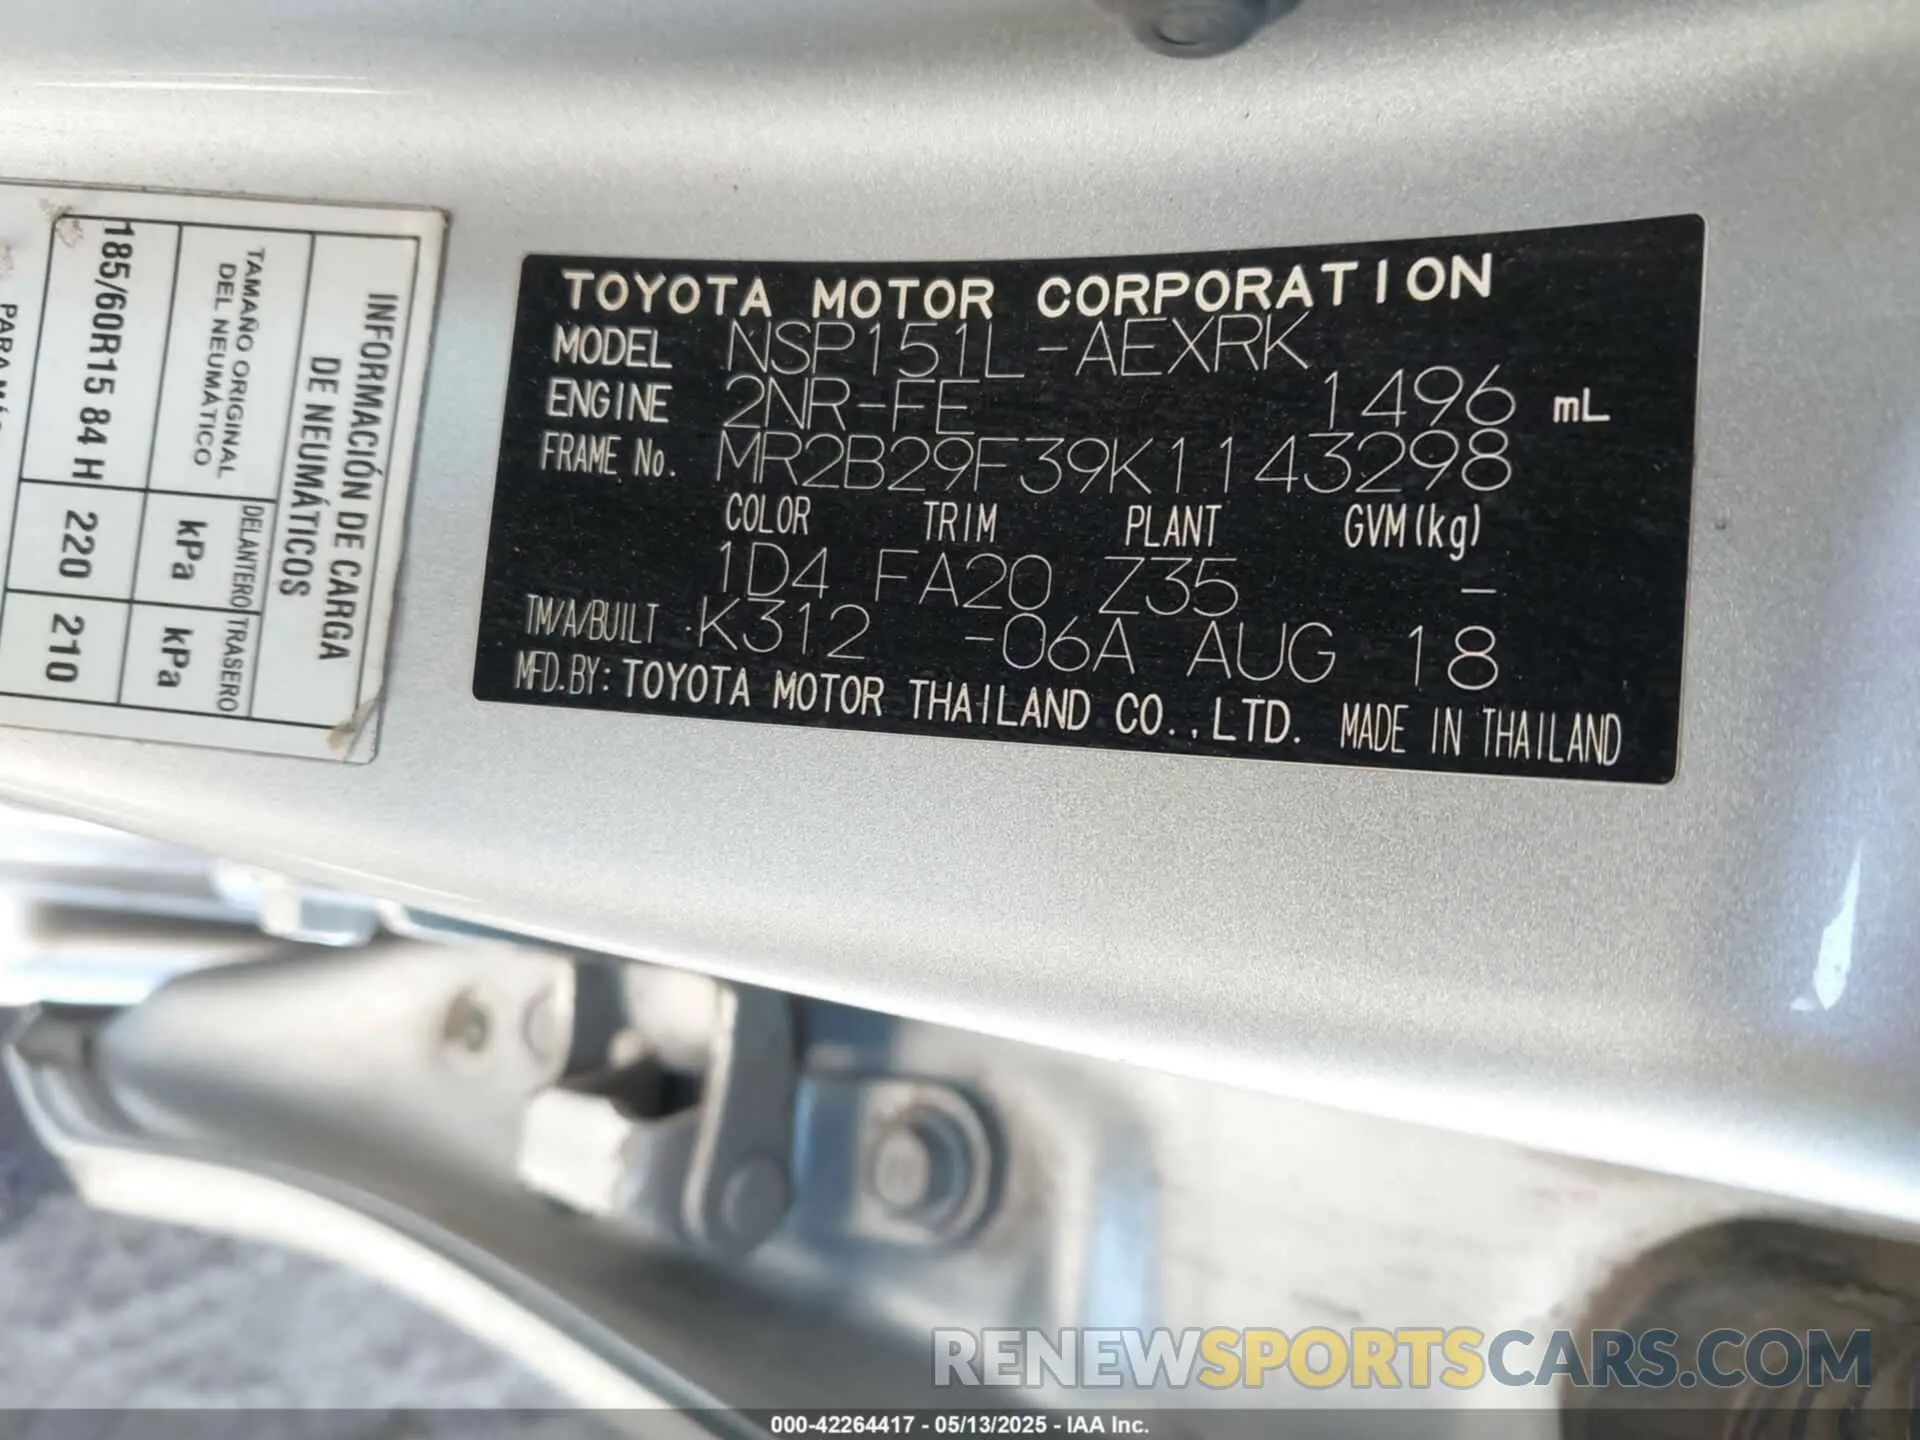 TOYOTA MOTOR CORPORATION
MODEL NSP151L-AEXRK
ENGINE 2NR-FE 1496 mL
FRAME No. MR2B29F39K1143298
COLOR TRIM PLANT GVM(kg)
1D4 FA20 Z35 -
TM/A/BUILT K312 -06A AUG 18
MFD.BY: TOYOTA MOTOR THAILAND CO.,LTD. MADE IN THAILAND
INFORMACIÓN DE CARGA
DE NEUMÁTICOS
TAMAÑO ORIGINAL
DEL NEUMÁTICO
DELANTERO TRASERO
kPa kPa
185/60R15 84 H 220 210
PARA
RENEWSPORTSCARS.COM
000-42264417 - 05/13/2025 - IAA Inc.